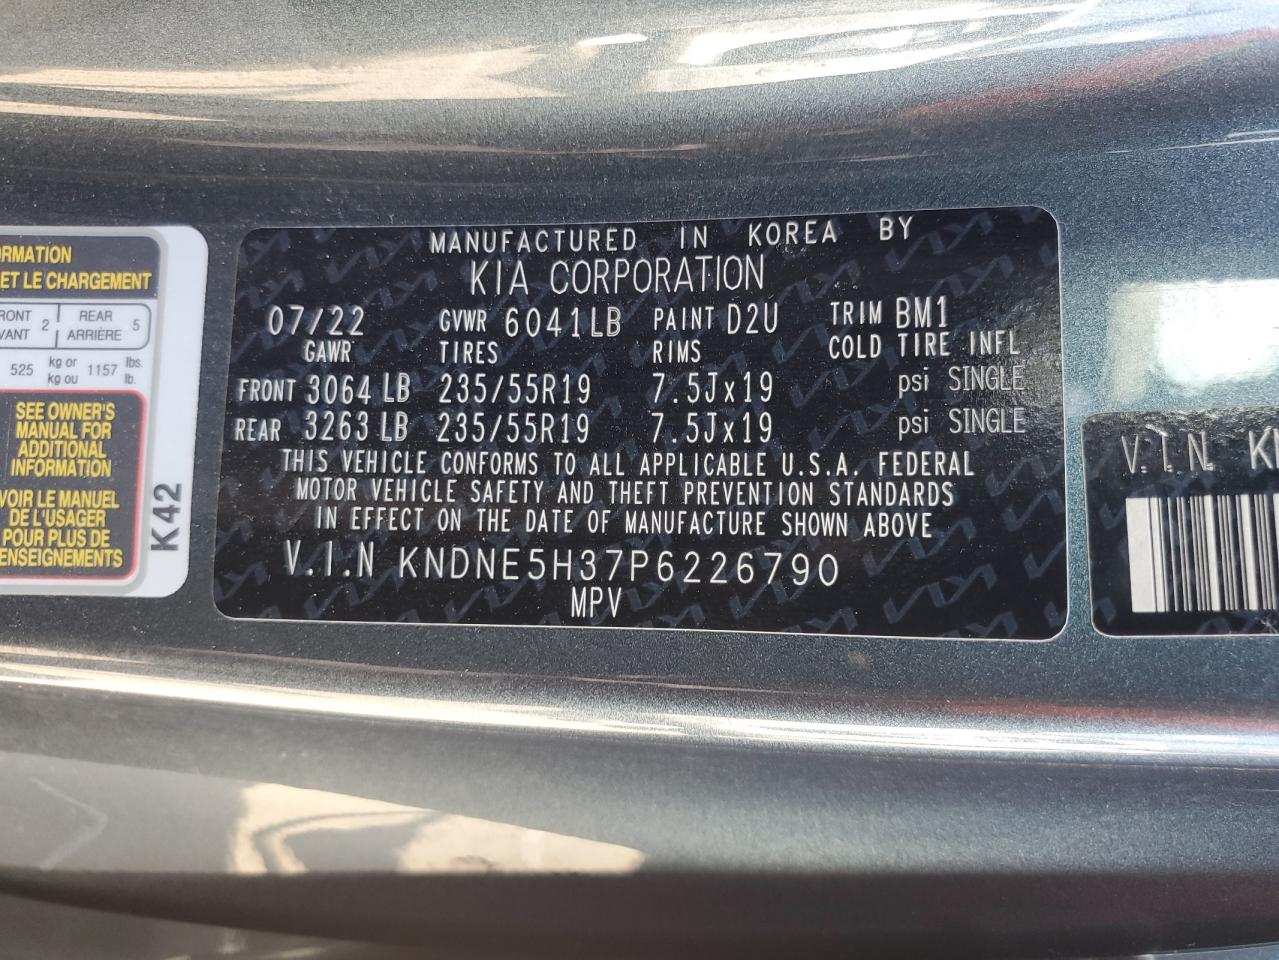 RMATION
ET LE CHARGEMENT
RONT 2 REAR 5
VANT ARRIÈRE
525 kg or 1157 lbs.
kg ou lb.
SEE OWNER'S
MANUAL FOR
ADDITIONAL
INFORMATION
VOIR LE MANUEL
DE L'USAGER
POUR PLUS DE
ENSEIGNEMENTS
K42
MANUFACTURED IN KOREA BY
KIA CORPORATION
07/22 GVWR 6041LB PAINT D2U TRIM BM1
GAWR TIRES RIMS COLD TIRE INFL
FRONT 3064 LB 235/55R19 7.5Jx19 psi SINGLE
REAR 3263 LB 235/55R19 7.5Jx19 psi SINGLE
THIS VEHICLE CONFORMS TO ALL APPLICABLE U.S.A. FEDERAL
MOTOR VEHICLE SAFETY AND THEFT PREVENTION STANDARDS
IN EFFECT ON THE DATE OF MANUFACTURE SHOWN ABOVE
V.I.N KNDNE5H37P6226790
MPV
V.I.N. KN